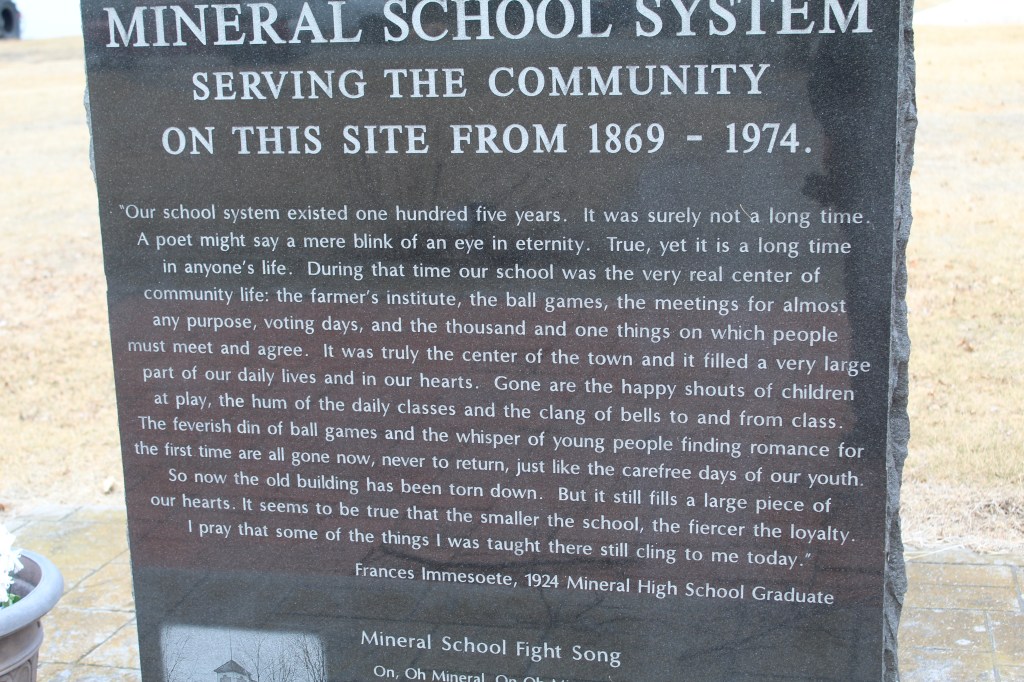 MINERAL SCHOOL SYSTEM
SERVING THE COMMUNITY
ON THIS SITE FROM 1869 - 1974.
"Our school system existed one hundred five years. It was surely not a long time.
A poet might say a mere blink of an eye in eternity. True, yet it is a long time
in anyone's life. During that time our school was the very real center of
community life: the farmer's institute, the ball games, the meetings for almost
any purpose, voting days, and the thousand and one things on which people
must meet and agree. It was truly the center of the town and it filled a very large
part of our daily lives and in our hearts. Gone are the happy shouts of children
at play, the hum of the daily classes and the clang of bells to and from class.
The feverish din of ball games and the whisper of young people finding romance for
the first time are all gone now, never to return, just like the carefree days of our youth.
So now the old building has been torn down. But it still fills a large piece of
our hearts. It seems to be true that the smaller the school, the fiercer the loyalty.
I pray that some of the things I was taught there still cling to me today."
Frances Immesoete, 1924 Mineral High School Graduate
Mineral School Fight Song
On, Oh Mineral, On Oh